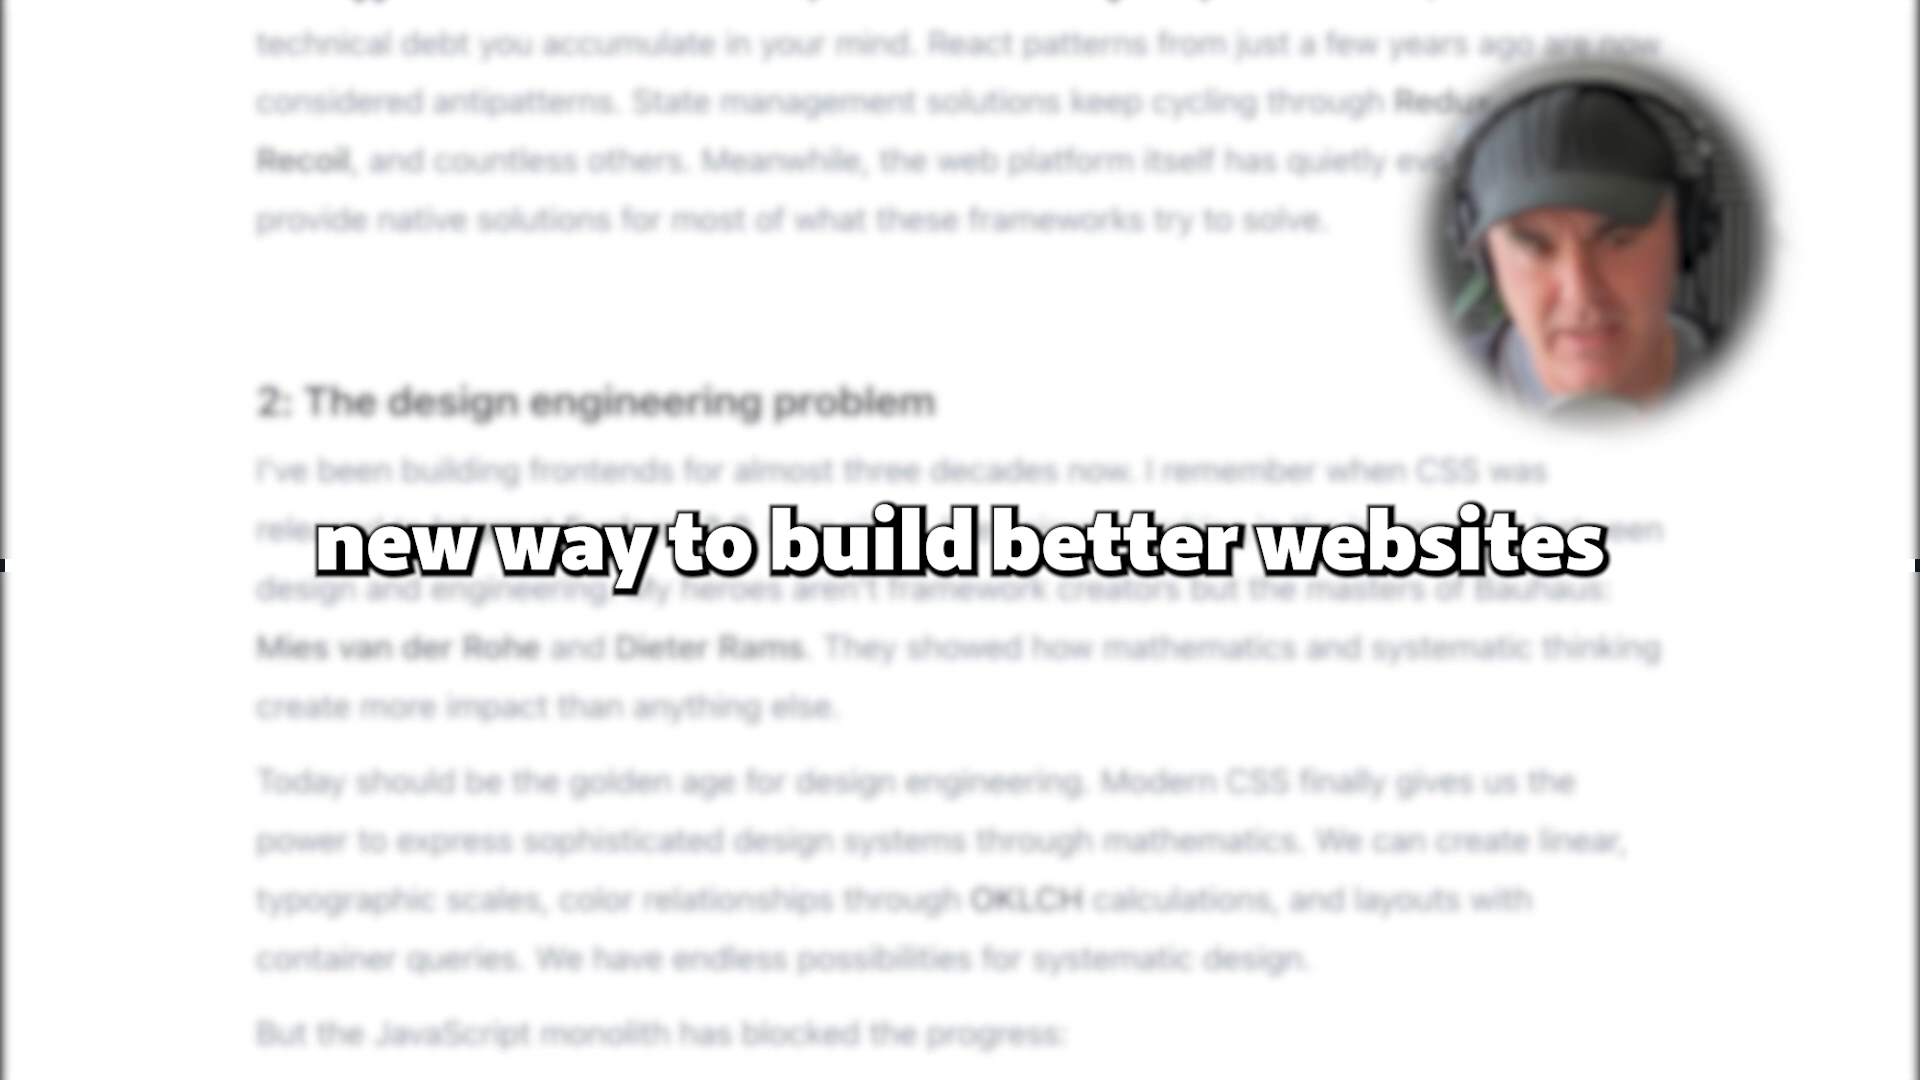 technical debt you accumulate in your mind. React patterns from just a few years ago are now
considered antipatterns. State management solutions keep cycling through Redux
Recoil, and countless others. Meanwhile, the web platform itself has quietly
provide native solutions for most of what these frameworks try to solve.
2: The design engineering problem
I've been building frontends for almost three decades now. I remember when CSS was
new way to build better websites
design and engineering. My heroes aren't framework creators but the masters of Bauhaus:
Mies van der Rohe and Dieter Rams. They showed how mathematics and systematic thinking
create more impact than anything else.
Today should be the golden age for design engineering. Modern CSS finally gives us the
power to express sophisticated design systems through mathematics. We can create linear,
typographic scales, color relationships through OKLCH calculations, and layouts with
container queries. We have endless possibilities for systematic design.
But the JavaScript monolith has blocked the progress: